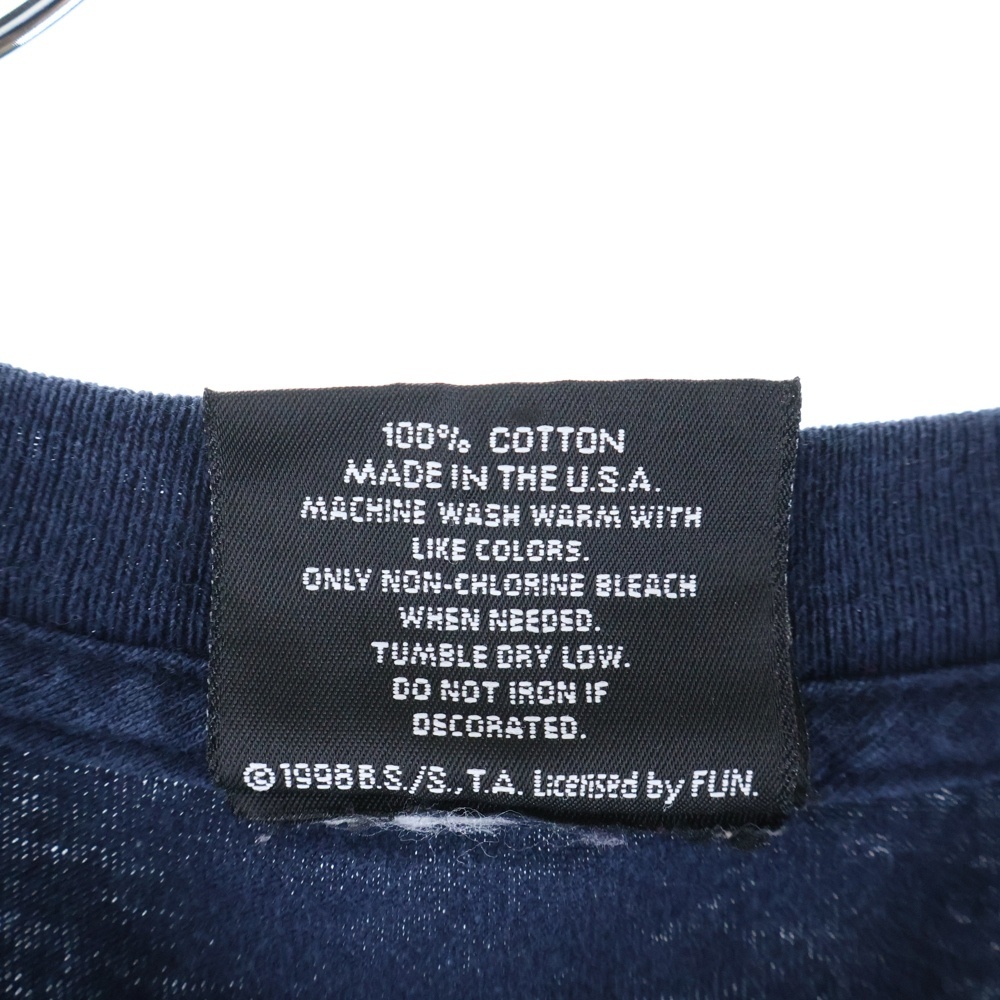 100% COTTON
MADE IN THE U.S.A.
MACHINE WASH WARM WITH
LIKE COLORS.
ONLY NON-CHLORINE BLEACH
WHEN NEEDED.
TUMBLE DRY LOW.
DO NOT IRON IF
DECORATED.
©1998 B.S./S., T.A. Licensed by FUN.